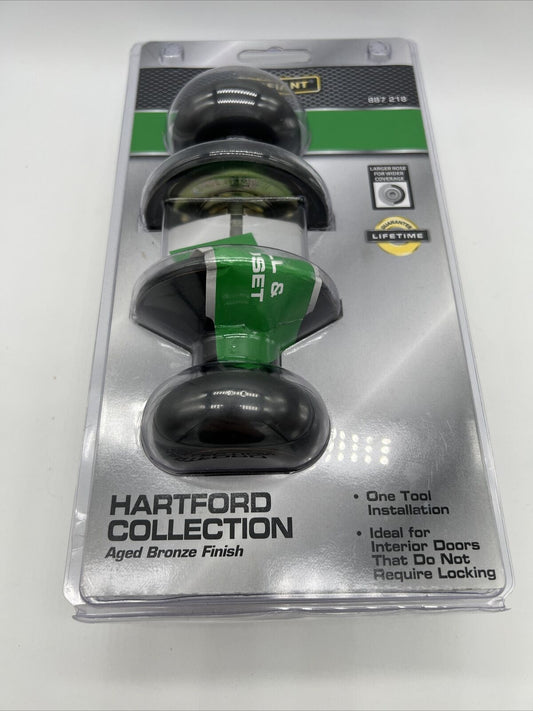 887 218
LARGER ROSE
FOR WIDER
COVERAGE
GUARANTEE
LIFETIME
HARTFORD
COLLECTION
Aged Bronze Finish
• One Tool
Installation
• Ideal for
Interior Doors
That Do Not
Require Locking